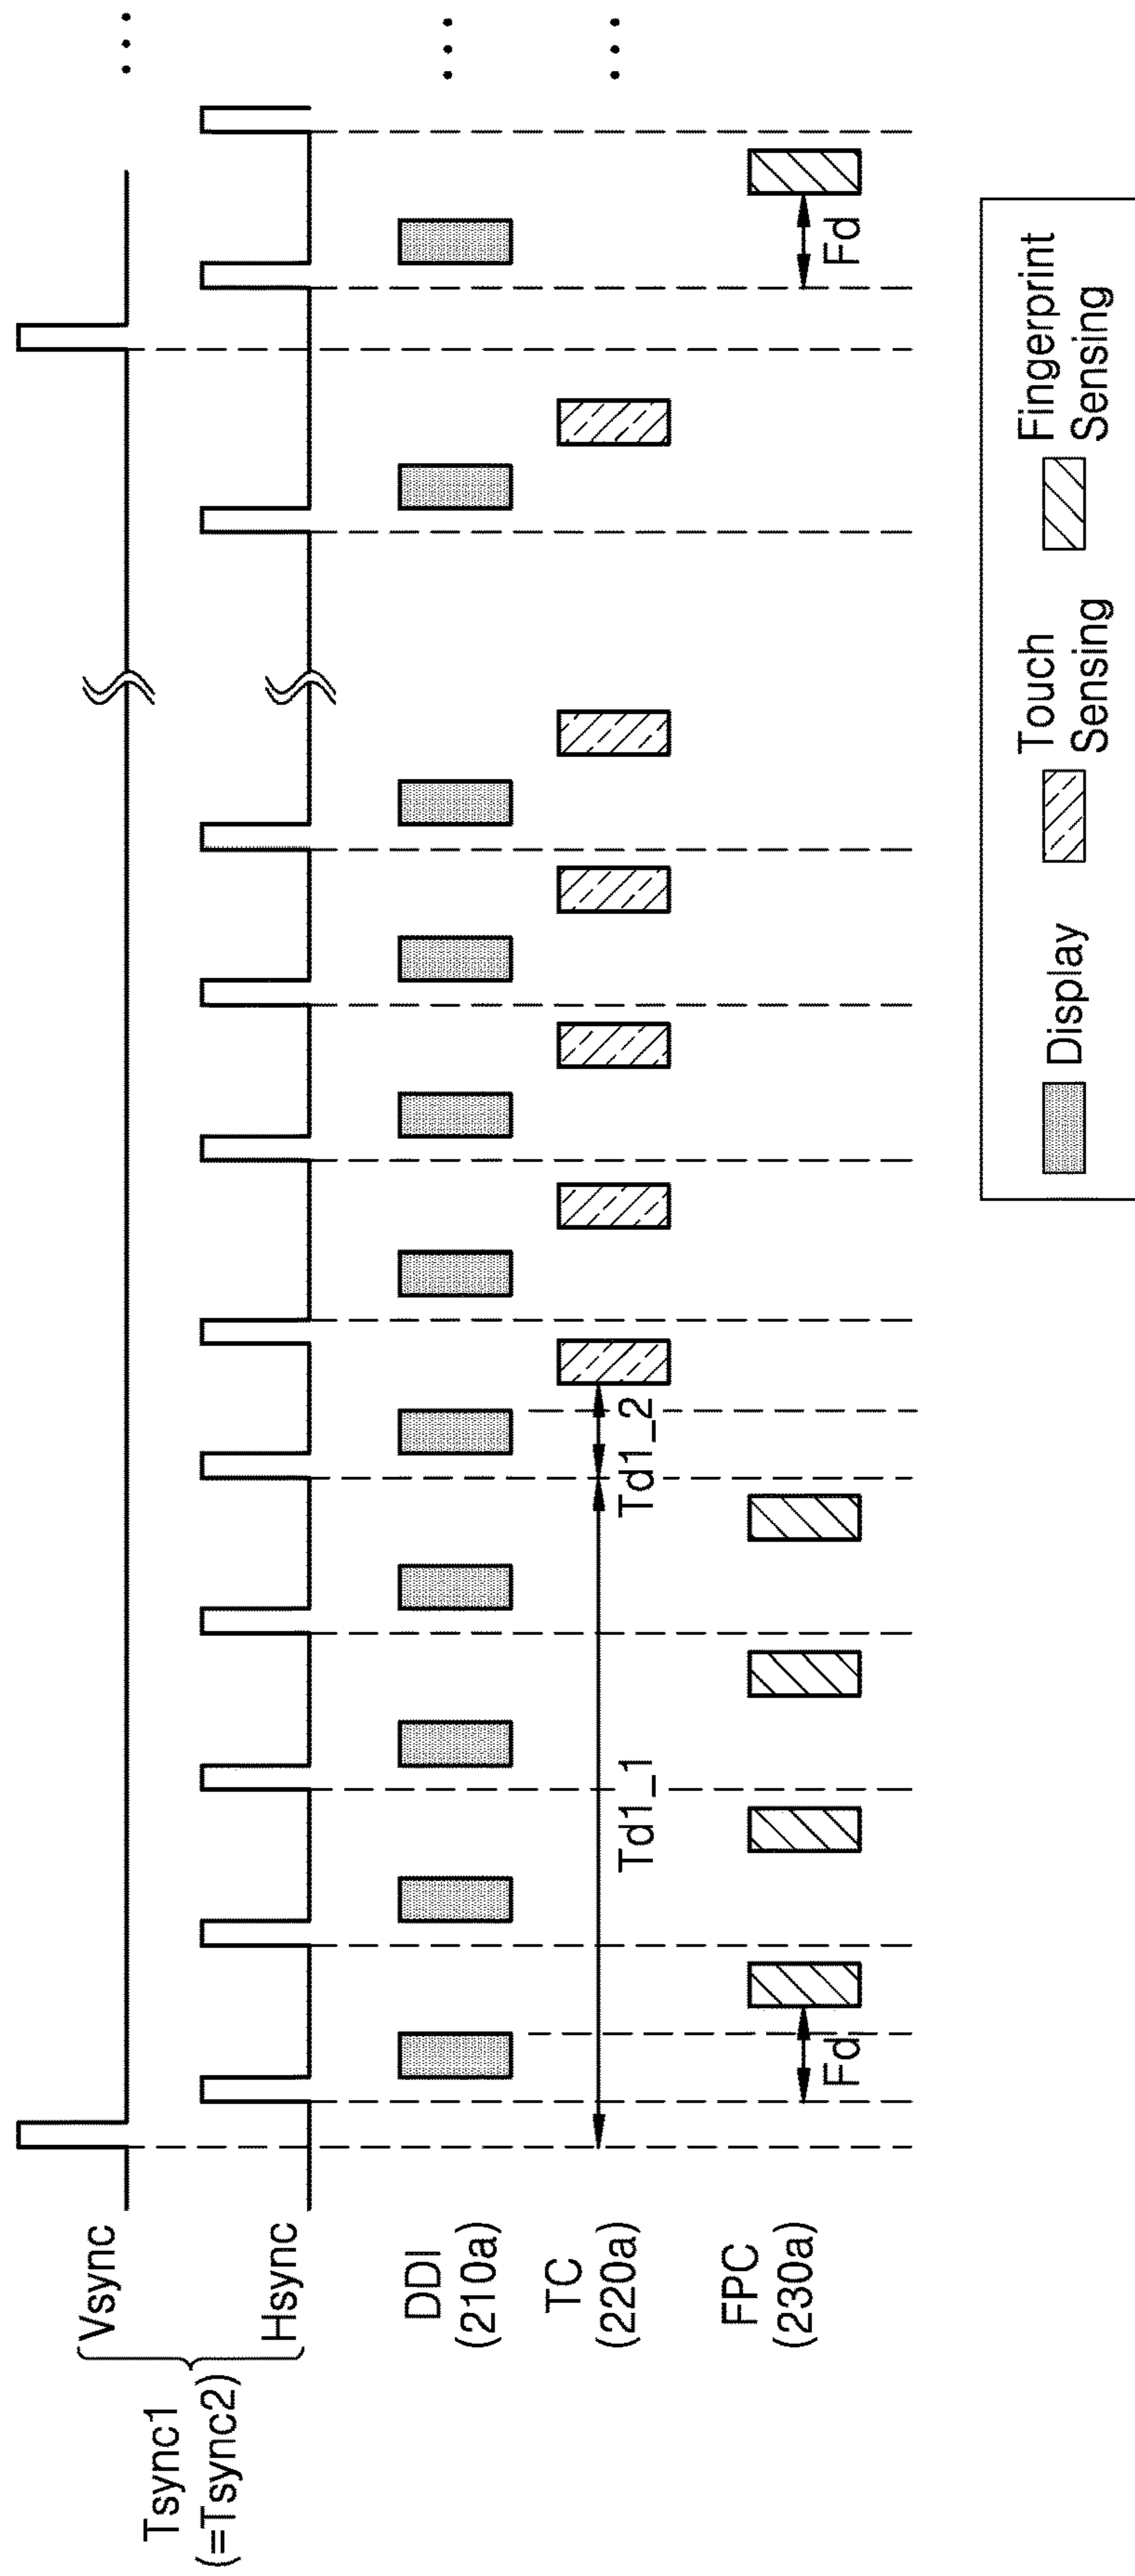 Tsync1
(=Tsync2)
Vsync
Hsync
DDI
(210a)
TC
(220a)
FPC
(230a)
Td1_1
Td1_2
Fd
Fd
Display
Touch
Sensing
Fingerprint
Sensing